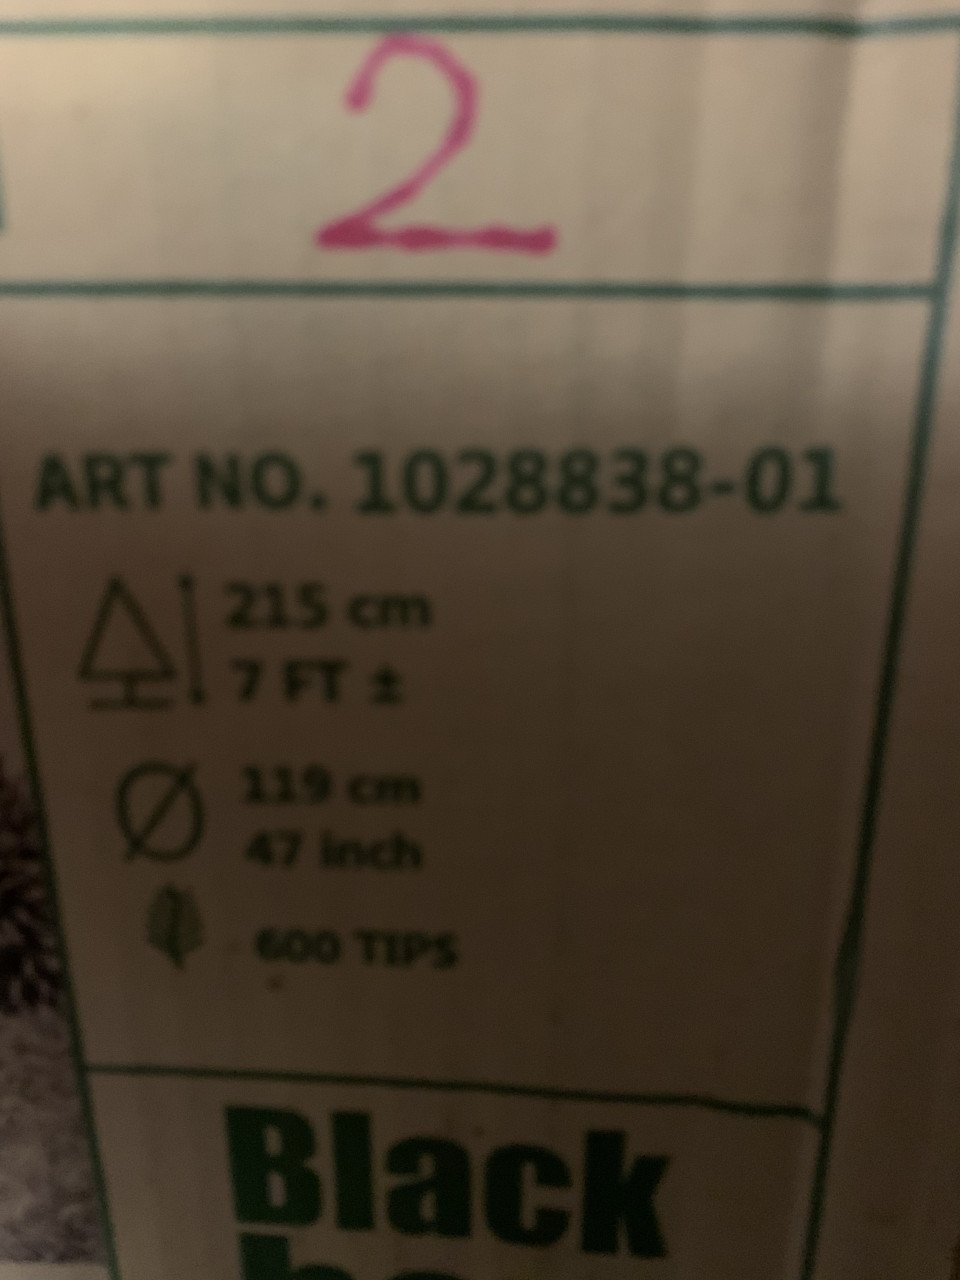 2
ART NO. 1028838-01
215 cm
7 FT ±
119 cm
47 inch
600 TIPS
Black